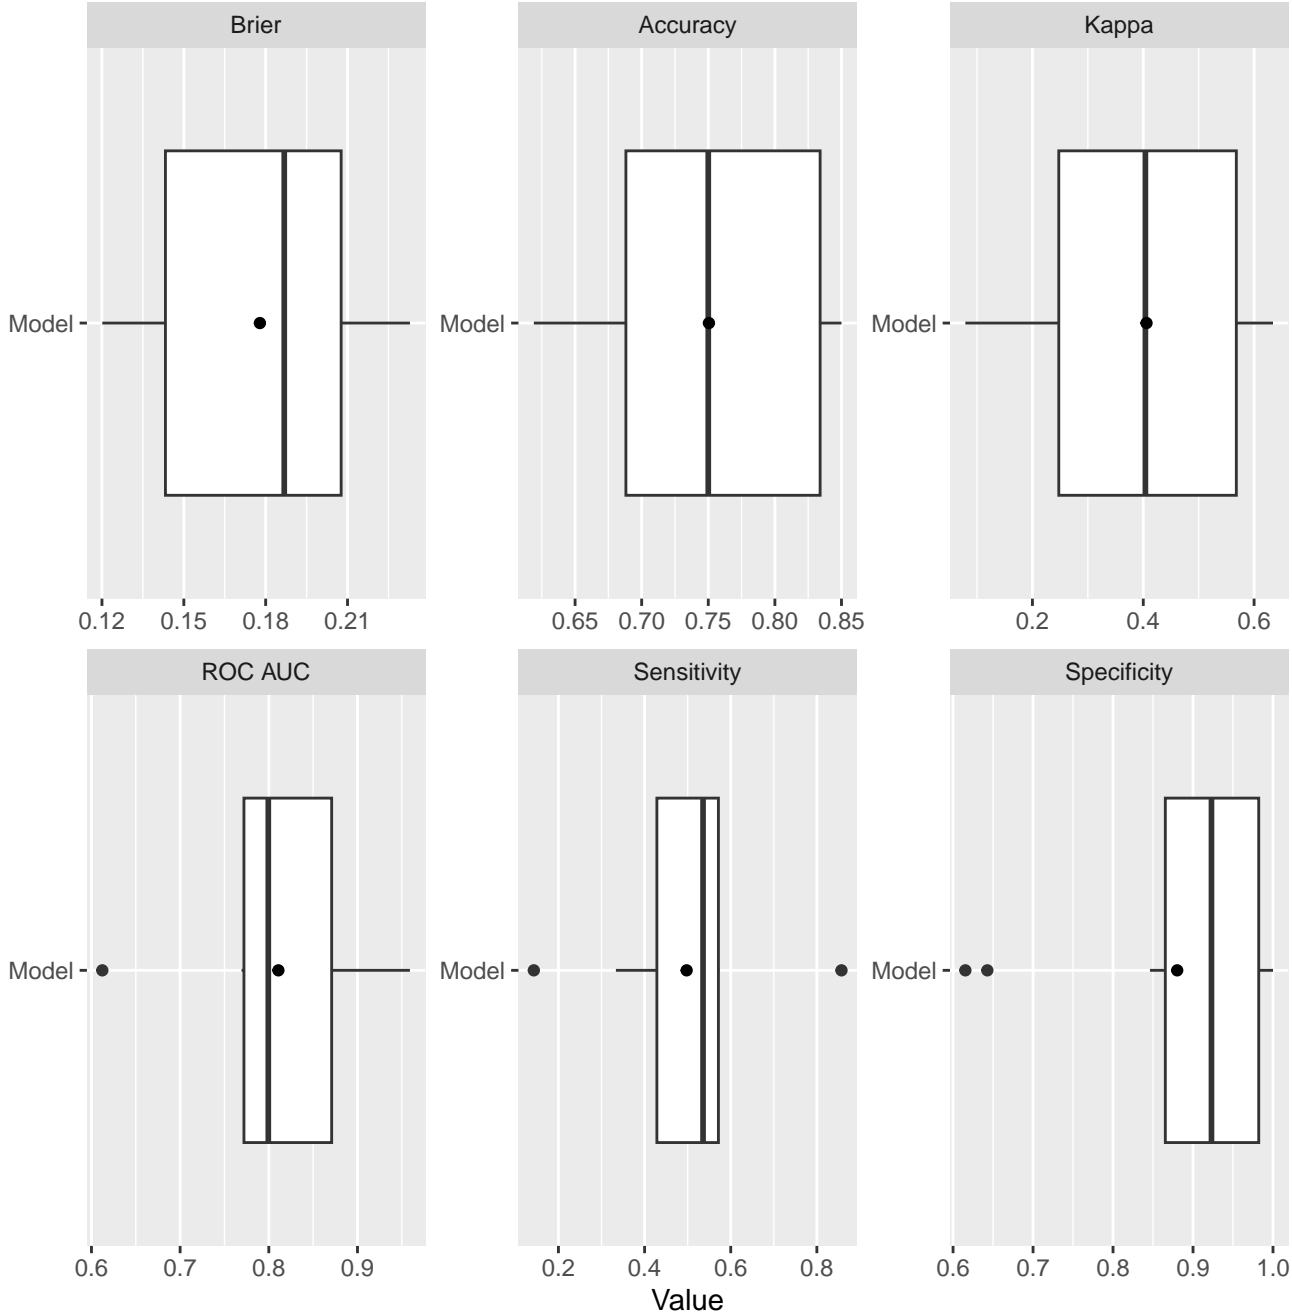 Brier Accuracy Kappa
Model Model Model
0.12 0.15 0.18 0.21 0.65 0.70 0.75 0.80 0.85 0.2 0.4 0.6
ROC AUC Sensitivity Specificity
Model Model Model
0.6 0.7 0.8 0.9 0.2 0.4 0.6 0.8 0.6 0.7 0.8 0.9 1.0
Value